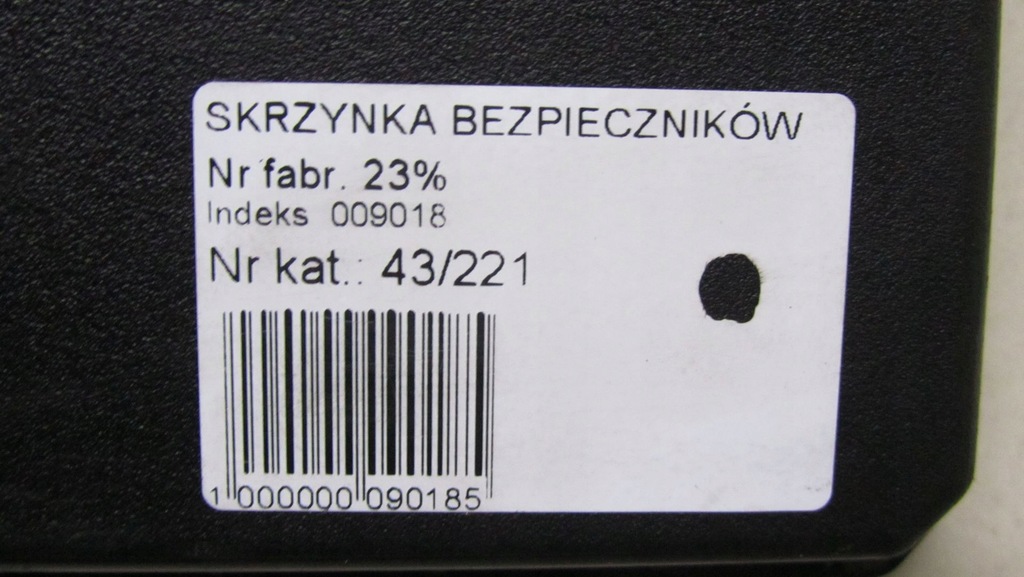 SKRZYNKA BEZPIECZNIKÓW
Nr fabr. 23%
Indeks 009018
Nr kat.: 43/221
1 000000 090185